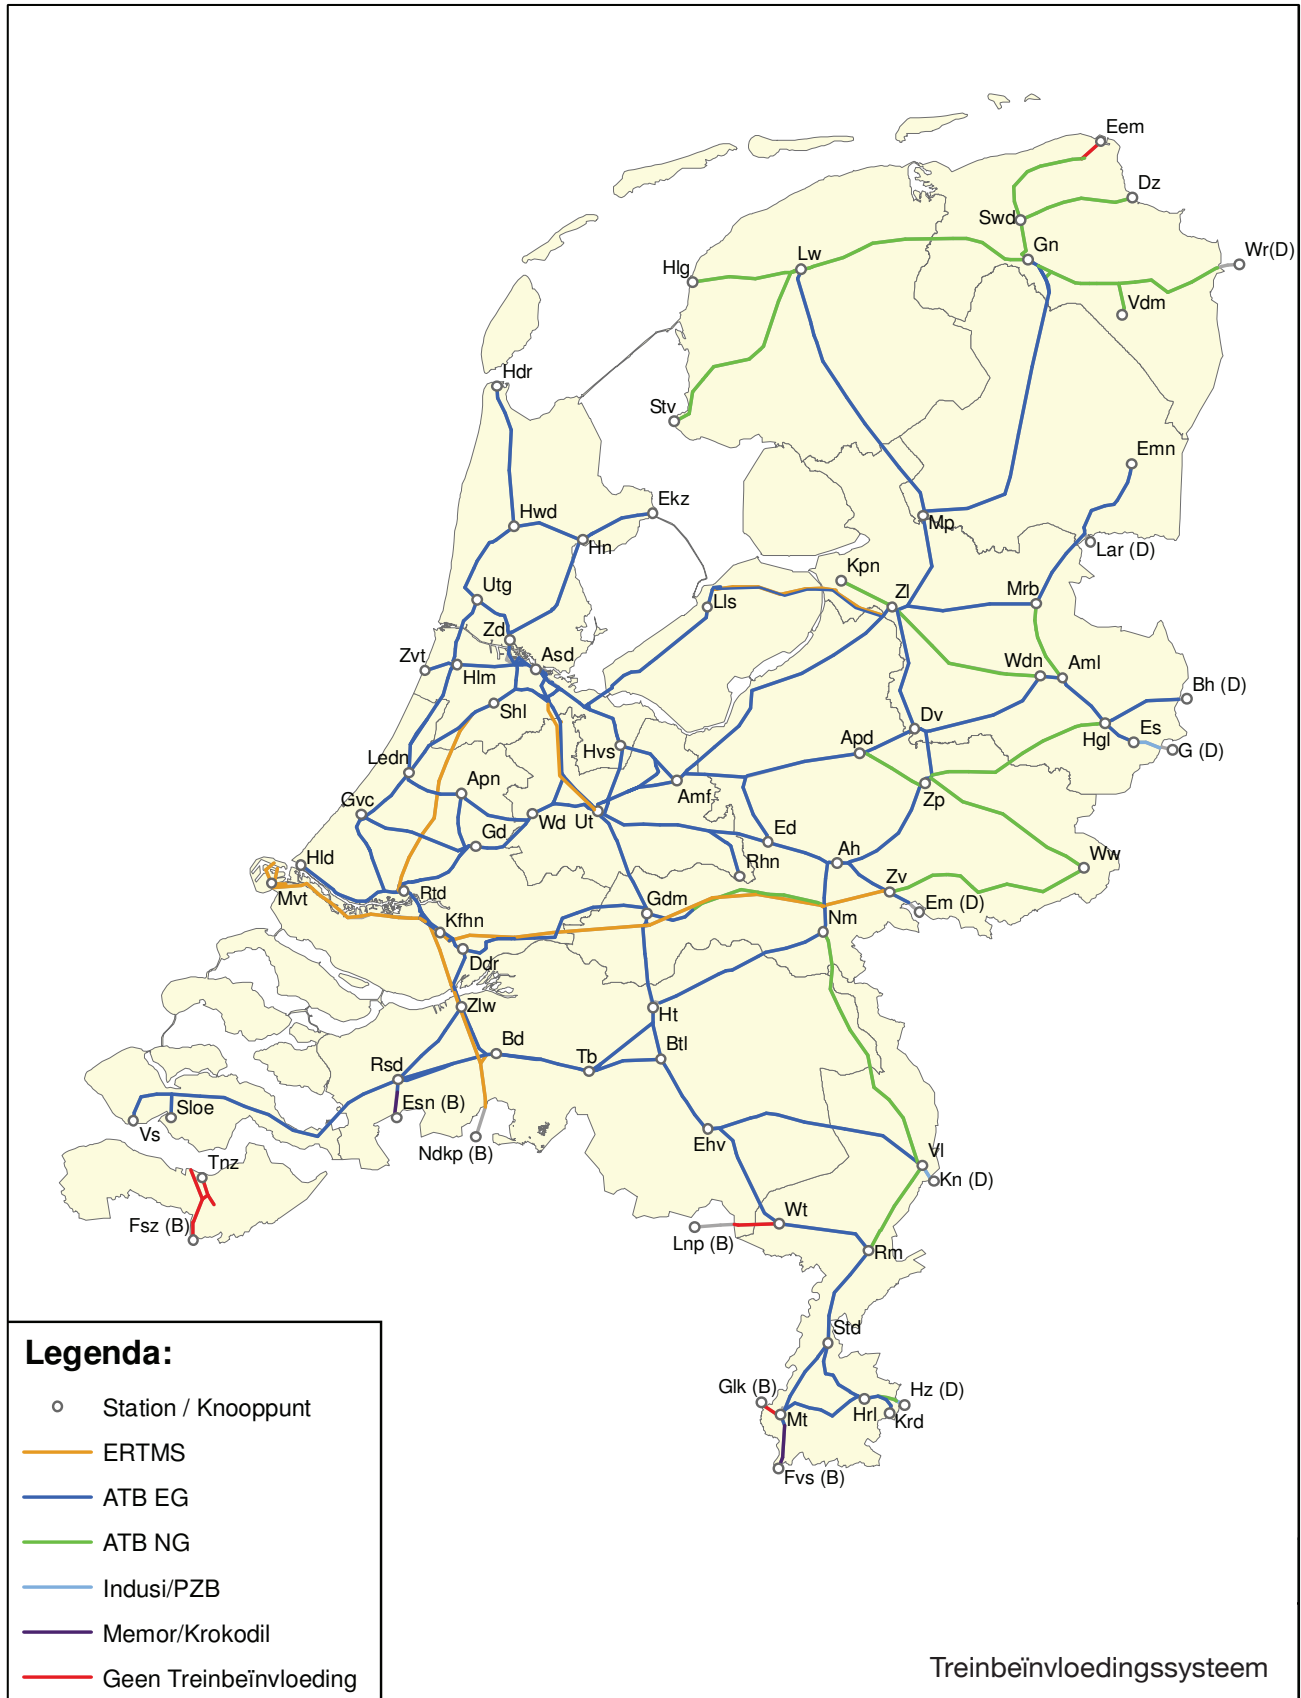 Eem
Dz
Swd
Gn
Wr(D)
Lw
Hlg
Vdm
Hdr
Stv
Emn
Ekz
Hwd
Mp
Hn
Lar (D)
Kpn
Utg
Lls
Zl
Mrb
Zd
Asd
Zvt
Hlm
Wdn
Aml
Bh (D)
Shl
Dv
Hgl
Es
G (D)
Hvs
Apd
Ledn
Apn
Amf
Zp
Gvc
Wd
Ut
Gd
Ed
Ah
Ww
Hld
Rhn
Zv
Mvt
Rtd
Gdm
Em (D)
Kfhn
Nm
Ddr
Zlw
Ht
Bd
Tb
Btl
Rsd
Esn (B)
Sloe
Vs
Ndkp (B)
Ehv
Vl
Tnz
Kn (D)
Fsz (B)
Wt
Lnp (B)
Rm
Std
Glk (B)
Hz (D)
Mt
Hrl
Krd
Fvs (B)
Legenda:
Station / Knooppunt
ERTMS
ATB EG
ATB NG
Indusi/PZB
Memor/Krokodil
Geen Treinbeïnvloeding
Treinbeïnvloedingssysteem